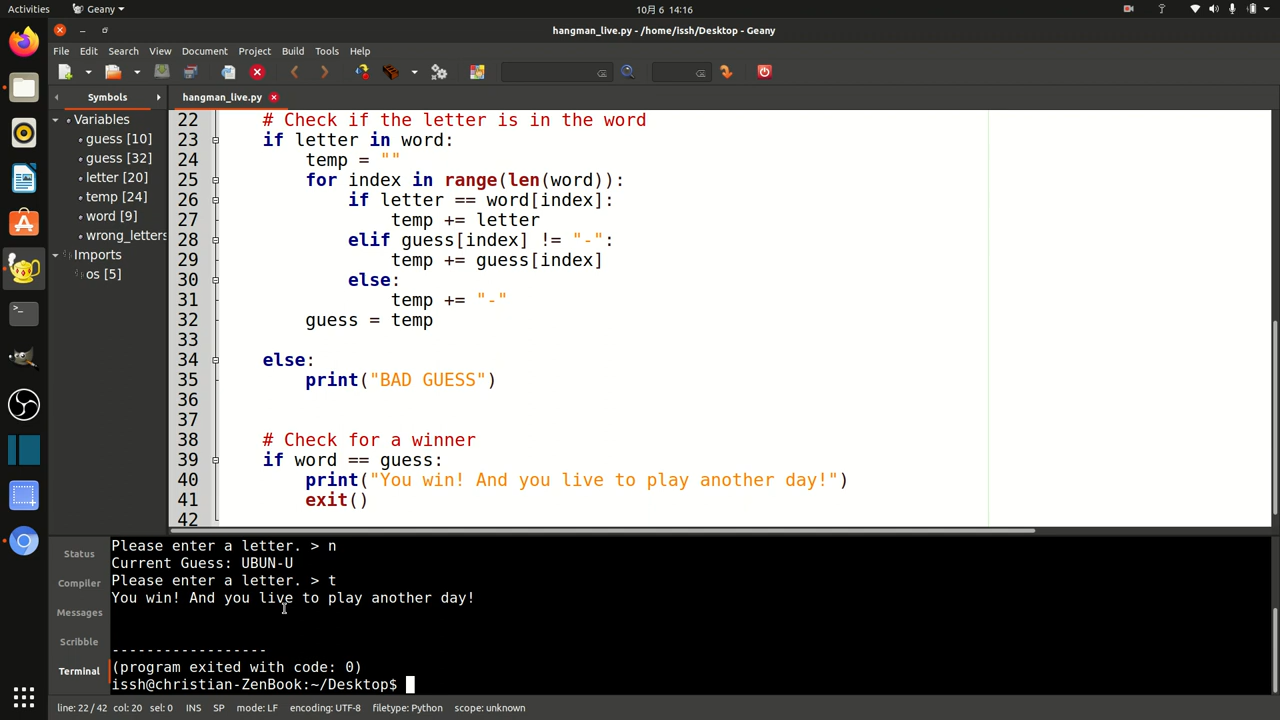 Activities
Geany
10月 6 14:16
hangman_live.py - /home/issh/Desktop - Geany
File Edit Search View Document Project Build Tools Help
Symbols
hangman_live.py
Variables
guess [10]
guess [32]
letter [20]
temp [24]
word [9]
wrong_letters
Imports
os [5]
22 # Check if the letter is in the word
23 if letter in word:
24 temp = ""
25 for index in range(len(word)):
26 if letter == word[index]:
27 temp += letter
28 elif guess[index] != "-":
29 temp += guess[index]
30 else:
31 temp += "-"
32 guess = temp
33
34 else:
35 print("BAD GUESS")
36
37
38 # Check for a winner
39 if word == guess:
40 print("You win! And you live to play another day!")
41 exit()
42
Status
Compiler
Messages
Scribble
Terminal
Please enter a letter. > n
Current Guess: UBUN-U
Please enter a letter. > t
You win! And you live to play another day!
------------------
(program exited with code: 0)
issh@christian-ZenBook:~/Desktop$
line: 22 / 42 col: 20 sel: 0 INS SP mode: LF encoding: UTF-8 filetype: Python scope: unknown